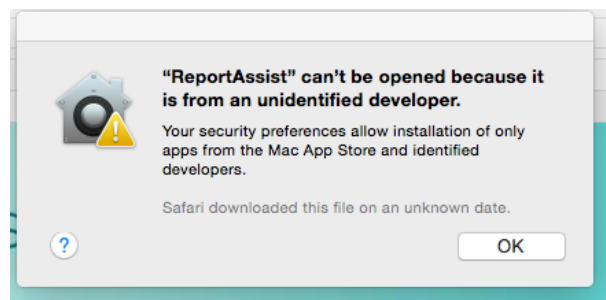 “ReportAssist” can’t be opened because it
is from an unidentified developer.
Your security preferences allow installation of only
apps from the Mac App Store and identified
developers.
Safari downloaded this file on an unknown date.
?
OK